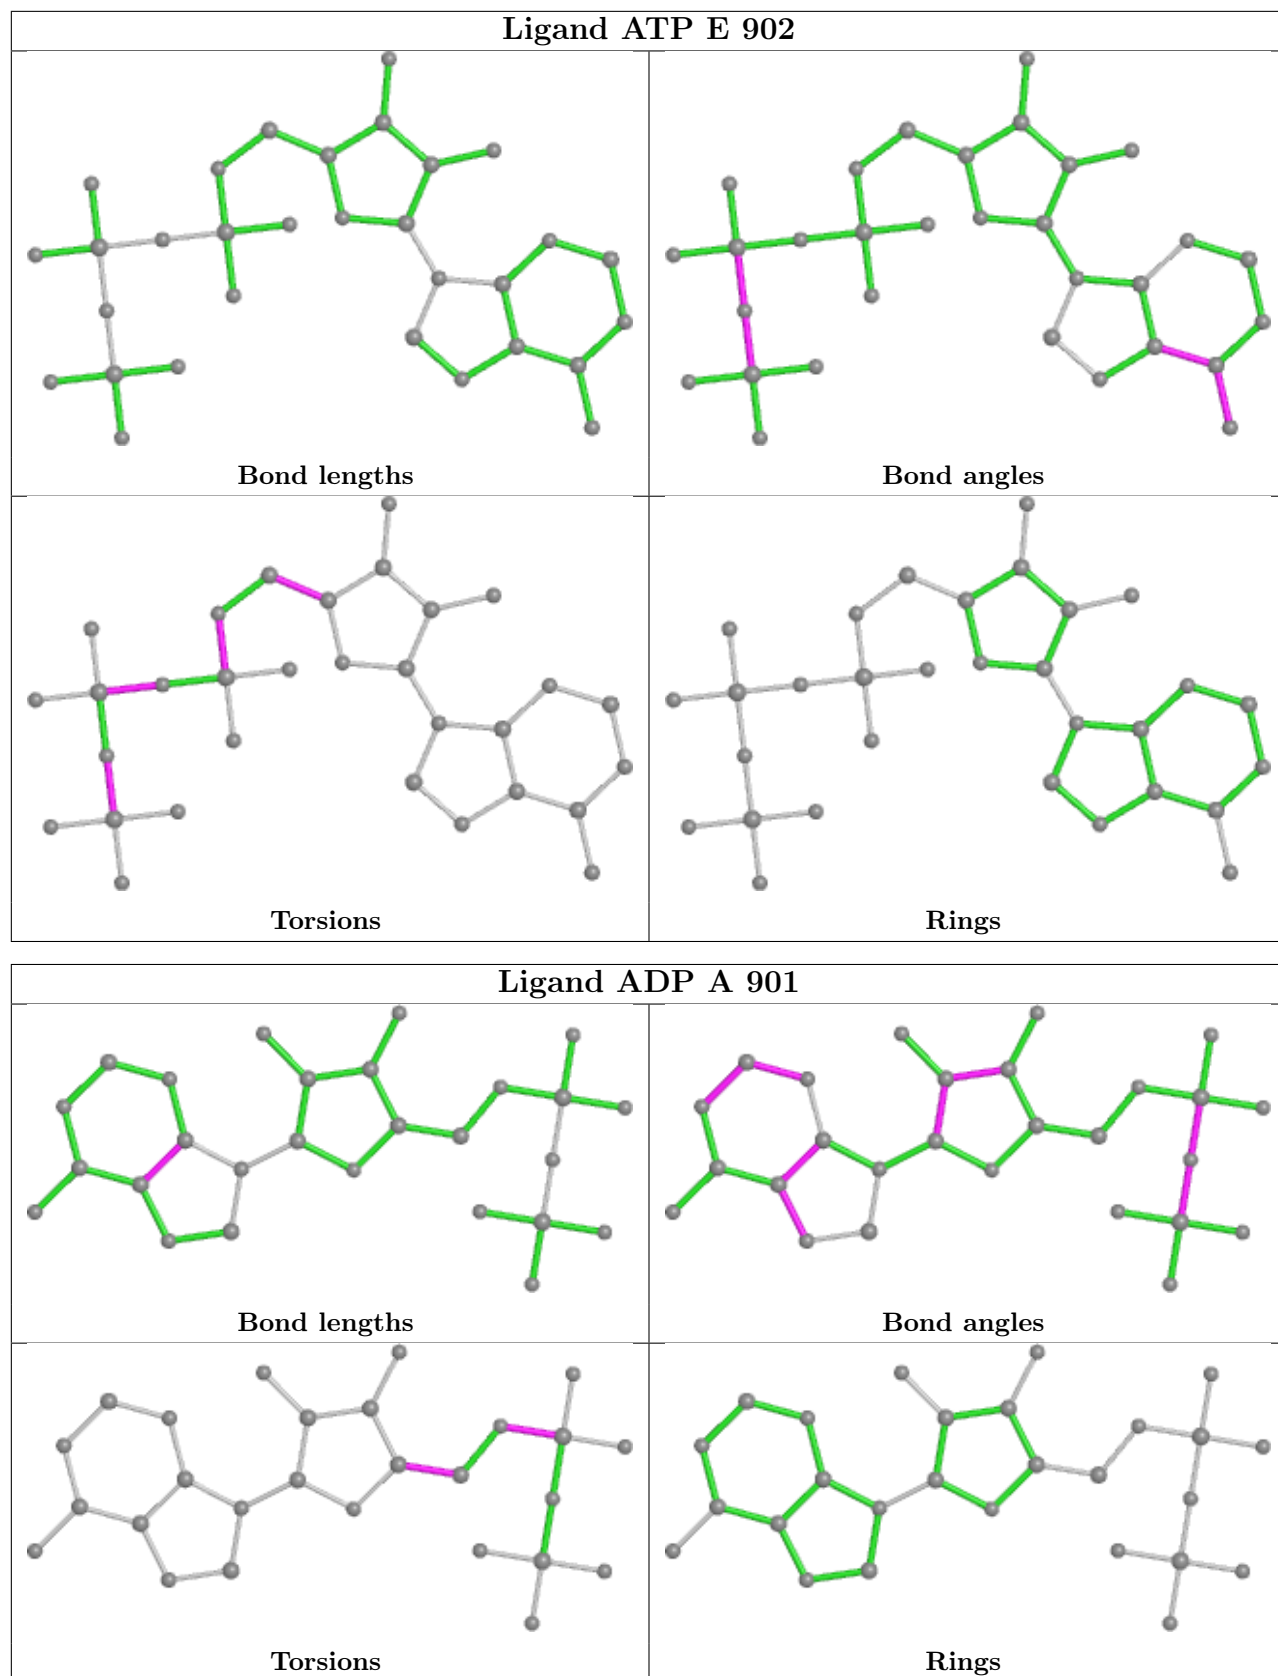 Ligand ATP E 902
Bond lengths
Bond angles
Torsions
Rings
Ligand ADP A 901
Bond lengths
Bond angles
Torsions
Rings